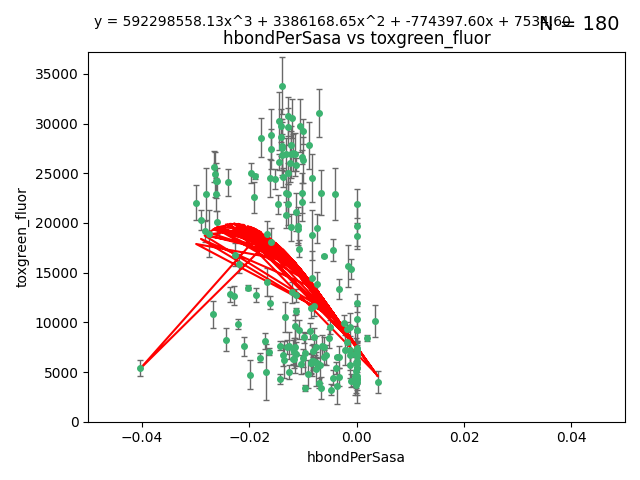 y = 592298558.13x^3 + 3386168.65x^2 + -774397.60x +
N = 180
hbondPerSasa vs toxgreen_fluor
35000
30000
25000
20000
15000
10000
5000
0
toxgreen_fluor
−0.04
−0.02
0.00
0.02
0.04
hbondPerSasa